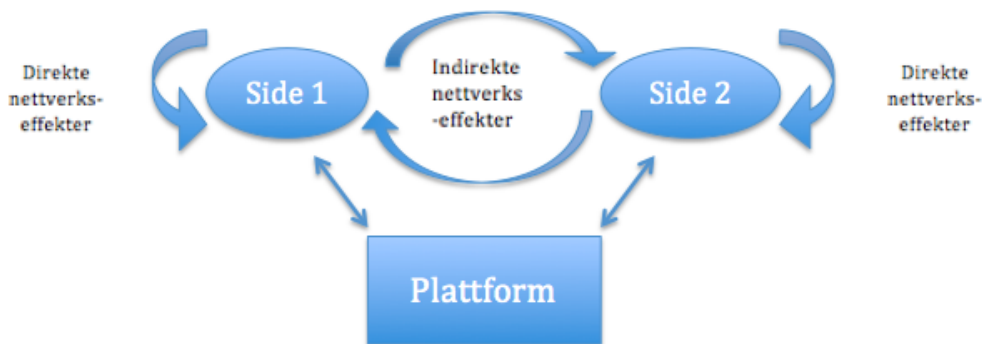 Direkte
nettverks-
effekter
Side 1
Indirekte
nettverks
-effekter
Side 2
Direkte
nettverks-
effekter
Plattform